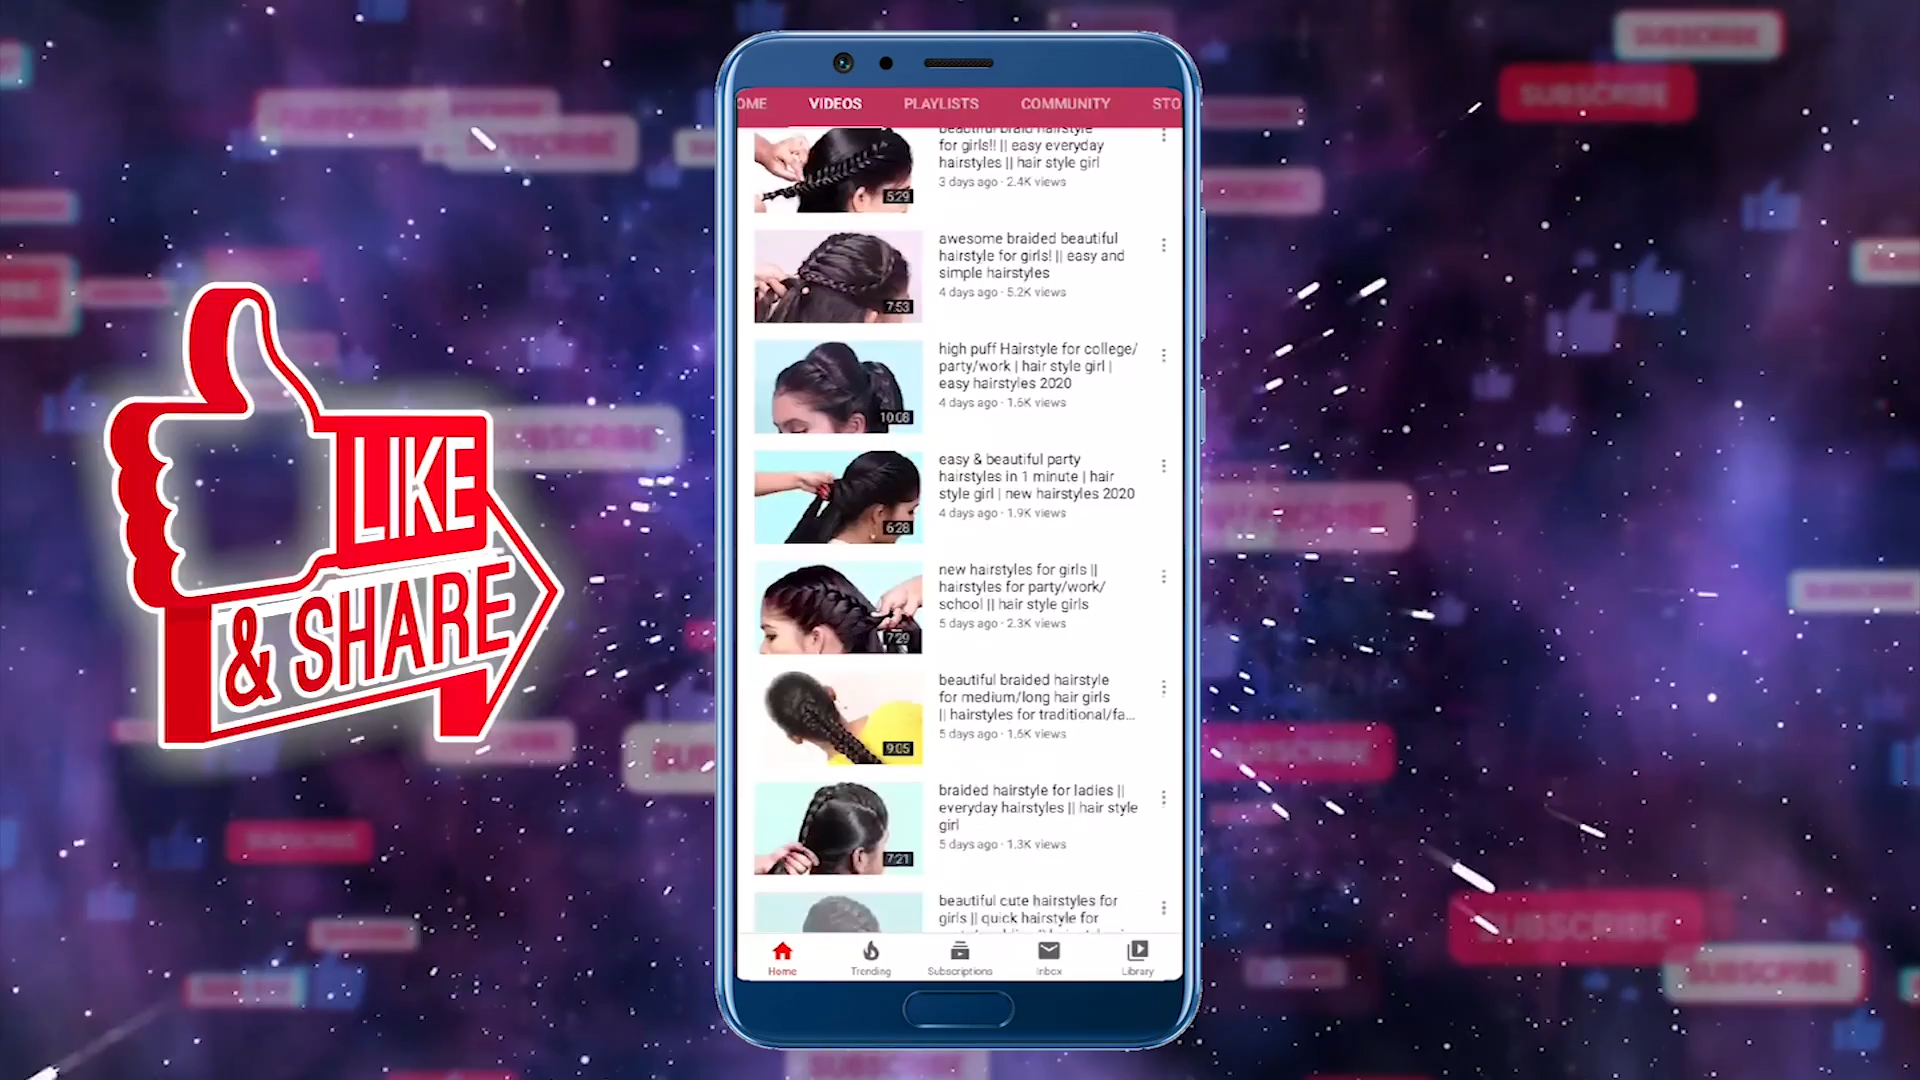 SUBSCRIBE
SUBSCRIBE
LIKE
& SHARE
OME VIDEOS PLAYLISTS COMMUNITY STO
beautiful braid hairstyle
for girls!! || easy everyday
hairstyles || hair style girl
3 days ago · 2.4K views
5:29
awesome braided beautiful
hairstyle for girls! || easy and
simple hairstyles
4 days ago · 5.2K views
7:53
high puff Hairstyle for college/
party/work | hair style girl |
easy hairstyles 2020
4 days ago · 1.6K views
10:08
easy & beautiful party
hairstyles in 1 minute | hair
style girl | new hairstyles 2020
4 days ago · 1.9K views
6:28
new hairstyles for girls ||
hairstyles for party/work/
school || hair style girls
5 days ago · 2.3K views
7:29
beautiful braided hairstyle
for medium/long hair girls
|| hairstyles for traditional/fa...
5 days ago · 1.6K views
9:05
braided hairstyle for ladies ||
everyday hairstyles || hair style
girl
5 days ago · 1.3K views
7:21
beautiful cute hairstyles for
girls || quick hairstyle for
Home Trending Subscriptions Inbox Library
SUBSCRIBE
SUBSCRIBE